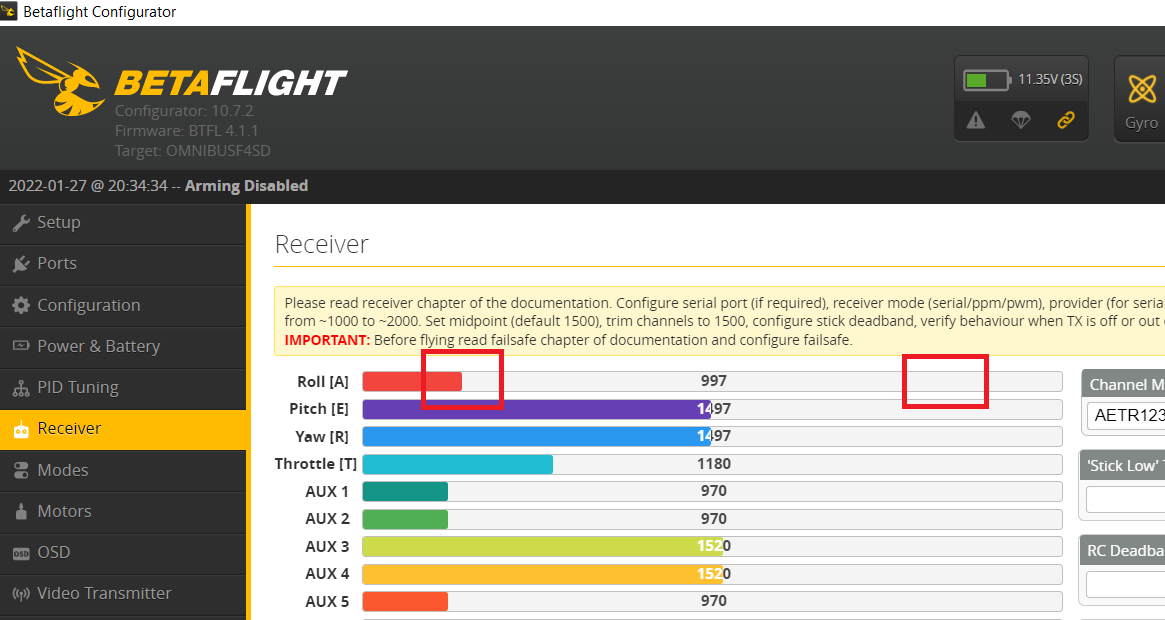 Betaflight Configurator
BETAFLIGHT
Configurator: 10.7.2
Firmware: BTFL 4.1.1
Target: OMNIBUSF4SD
11.35V (3S)
Gyro
2022-01-27 @ 20:34:34 -- Arming Disabled
Setup
Ports
Configuration
Power & Battery
PID Tuning
Receiver
Modes
Motors
OSD
OSD
Video Transmitter
Receiver
Please read receiver chapter of the documentation. Configure serial port (if required), receiver mode (serial/ppm/pwm), provider (for seria
from ~1000 to ~2000. Set midpoint (default 1500), trim channels to 1500, configure stick deadband, verify behaviour when TX is off or out
IMPORTANT: Before flying read failsafe chapter of documentation and configure failsafe.
Roll [A] 997
Pitch [E] 1497
Yaw [R] 1497
Throttle [T] 1180
AUX 1 970
AUX 2 970
AUX 3 1520
AUX 4 1520
AUX 5 970
Channel M
AETR123
'Stick Low' T
RC Deadba